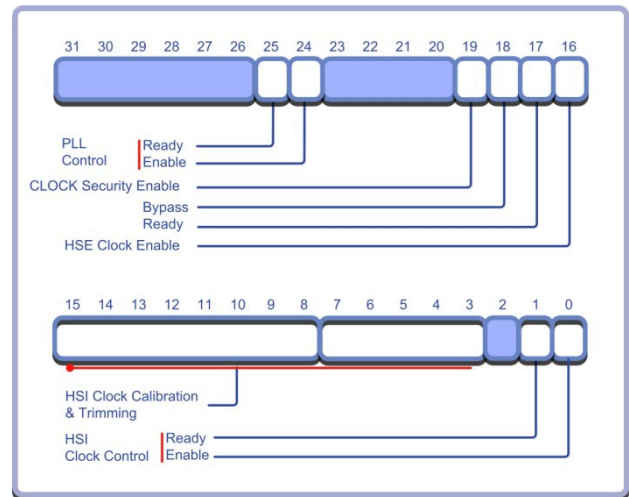 31 30 29 28 27 26 25 24 23 22 21 20 19 18 17 16
PLL
Control
Ready
Enable
CLOCK Security Enable
Bypass
Ready
HSE Clock Enable
15 14 13 12 11 10 9 8 7 6 5 4 3 2 1 0
HSI Clock Calibration
& Trimming
HSI
Clock Control
Ready
Enable